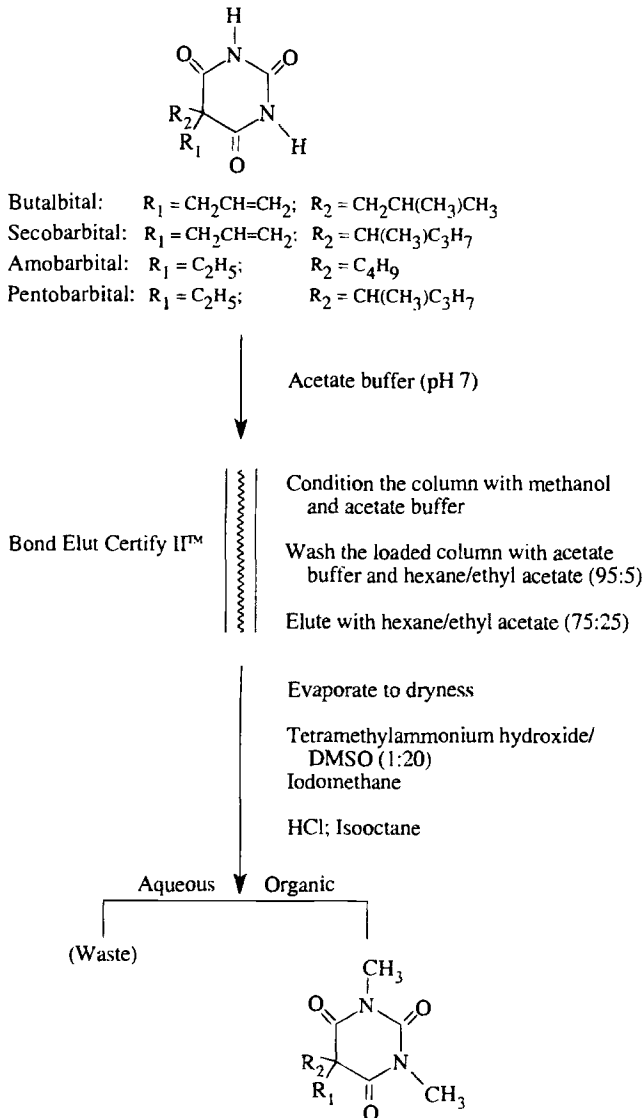 H
O N O
R₂ N
R₁ H
O
Butalbital: R₁ = CH₂CH=CH₂; R₂ = CH₂CH(CH₃)CH₃
Secobarbital: R₁ = CH₂CH=CH₂; R₂ = CH(CH₃)C₃H₇
Amobarbital: R₁ = C₂H₅; R₂ = C₄H₉
Pentobarbital: R₁ = C₂H₅; R₂ = CH(CH₃)C₃H₇
Acetate buffer (pH 7)
Condition the column with methanol
and acetate buffer
Bond Elut Certify II™
Wash the loaded column with acetate
buffer and hexane/ethyl acetate (95:5)
Elute with hexane/ethyl acetate (75:25)
Evaporate to dryness
Tetramethylammonium hydroxide/
DMSO (1:20)
Iodomethane
HCl; Isooctane
Aqueous Organic
(Waste)
CH₃
O N O
R₂ N
R₁ CH₃
O